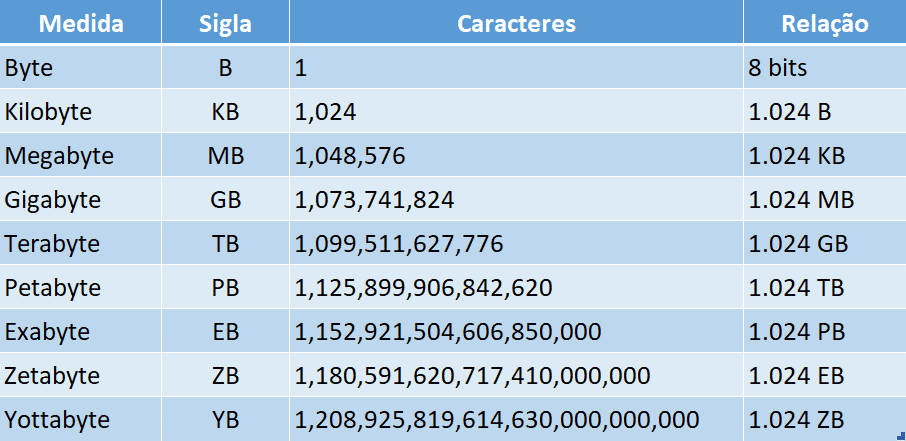 Medida Sigla Caracteres Relação
Byte B 1 8 bits
Kilobyte KB 1,024 1.024 B
Megabyte MB 1,048,576 1.024 KB
Gigabyte GB 1,073,741,824 1.024 MB
Terabyte TB 1,099,511,627,776 1.024 GB
Petabyte PB 1,125,899,906,842,620 1.024 TB
Exabyte EB 1,152,921,504,606,850,000 1.024 PB
Zetabyte ZB 1,180,591,620,717,410,000,000 1.024 EB
Yottabyte YB 1,208,925,819,614,630,000,000,000 1.024 ZB